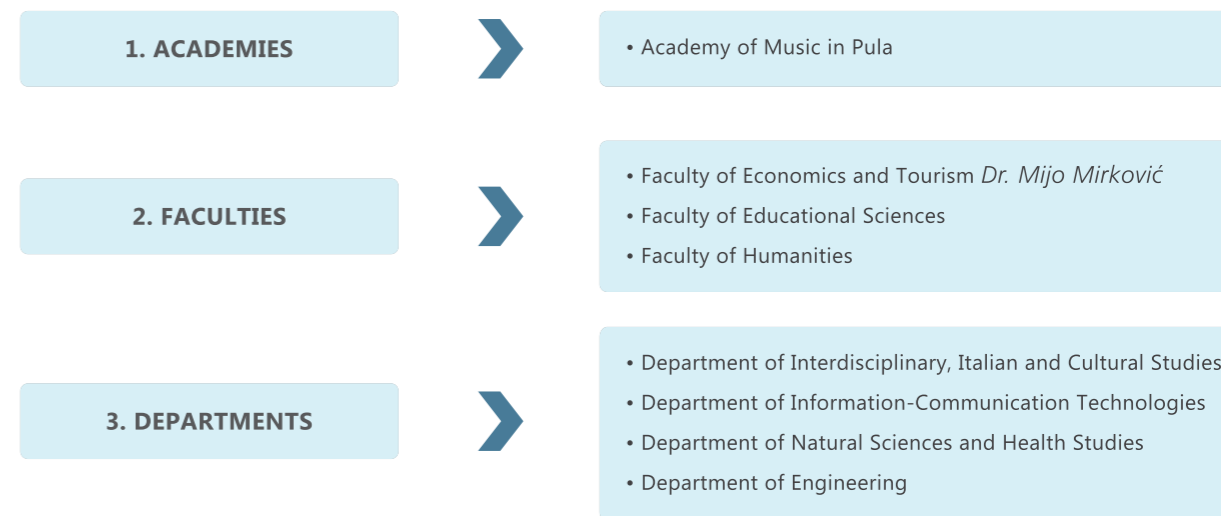 1. ACADEMIES
• Academy of Music in Pula
2. FACULTIES
• Faculty of Economics and Tourism Dr. Mijo Mirković
• Faculty of Educational Sciences
• Faculty of Humanities
3. DEPARTMENTS
• Department of Interdisciplinary, Italian and Cultural Studies
• Department of Information-Communication Technologies
• Department of Natural Sciences and Health Studies
• Department of Engineering